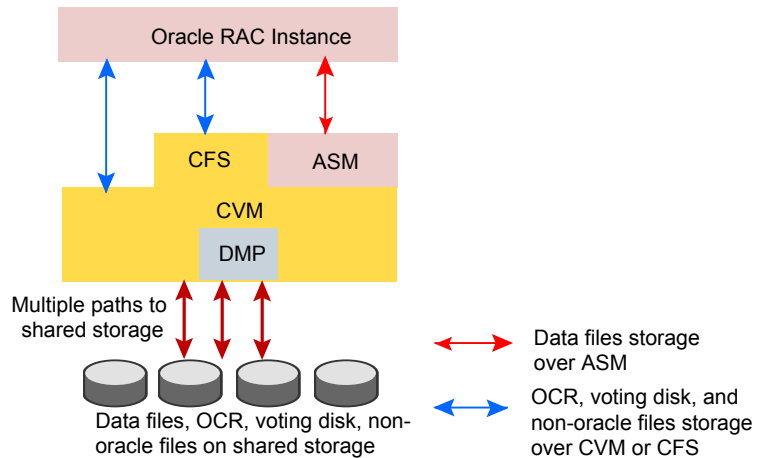 Oracle RAC Instance
CFS
ASM
CVM
DMP
Multiple paths to
shared storage
Data files, OCR, voting disk, non-
oracle files on shared storage
Data files storage
over ASM
OCR, voting disk, and
non-oracle files storage
over CVM or CFS